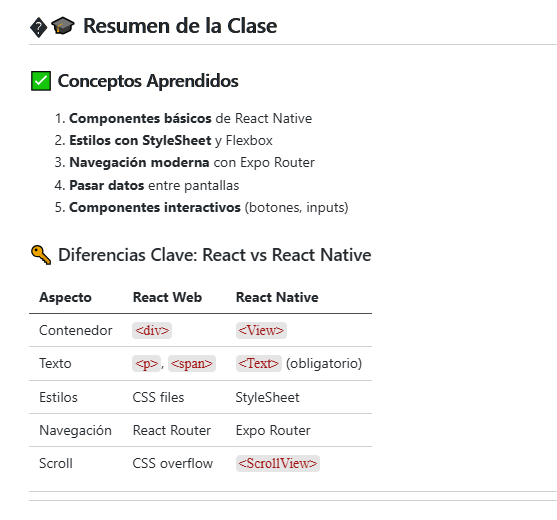 Resumen de la Clase
Conceptos Aprendidos
1. Componentes básicos de React Native
2. Estilos con StyleSheet y Flexbox
3. Navegación moderna con Expo Router
4. Pasar datos entre pantallas
5. Componentes interactivos (botones, inputs)
Diferencias Clave: React vs React Native
Aspecto React Web React Native
Contenedor <div> <View>
Texto <p>, <span> <Text> (obligatorio)
Estilos CSS files StyleSheet
Navegación React Router Expo Router
Scroll CSS overflow <ScrollView>